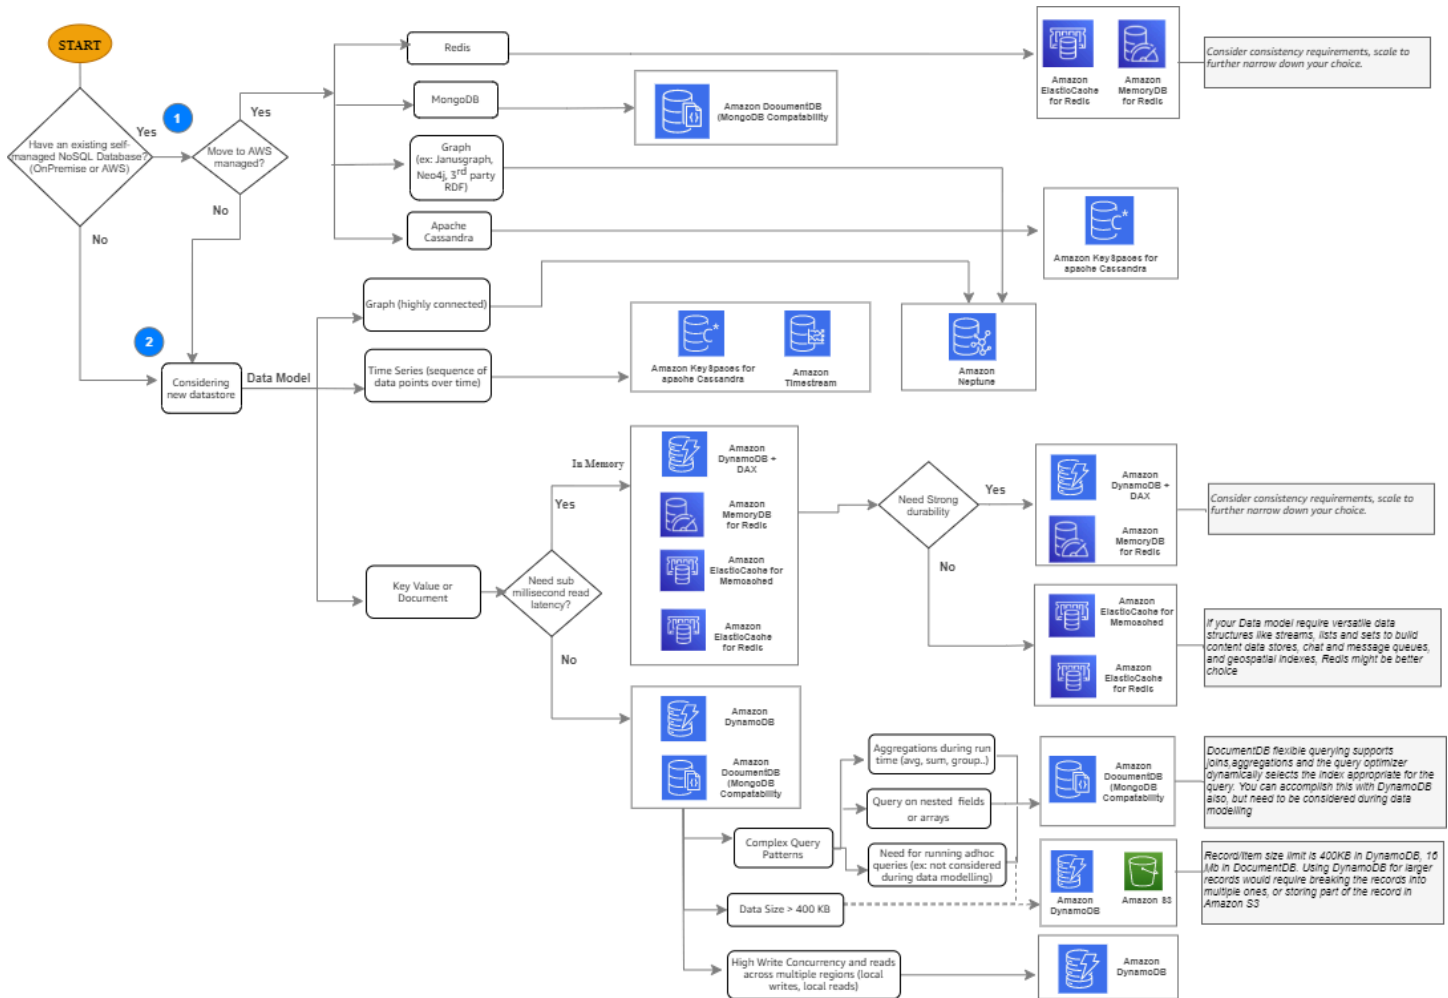 START
Have an existing self-
managed NoSQL Database?
(OnPremise or AWS)
Yes
1
No
Move to AWS
managed?
Yes
No
Redis
MongoDB
Graph
(ex: Janusgraph,
Neo4j, 3rd party
RDF)
Apache
Cassandra
Amazon DooumentDB
(MongoDB Compatability
Amazon
ElastioCache
for Redis
Amazon
MemoryDB
for Redis
Consider consistency requirements, scale to
further narrow down your choice.
Amazon KeySpaces for
apache Cassandra
2
Considering
new datastore
Data Model
Graph (highly connected)
Time Series (sequence of
data points over time)
Amazon KeySpaces for
apache Cassandra
Amazon
Timestream
Amazon
Neptune
Key Value or
Document
Need sub
millisecond read
latency?
Yes
In Memory
No
Amazon
DynamoDB +
DAX
Amazon
MemoryDB
for Redis
Amazon
ElastioCache for
Memoached
Amazon
ElastioCache
for Redis
Need Strong
durability
Yes
No
Amazon
DynamoDB +
DAX
Amazon
MemoryDB
for Redis
Consider consistency requirements, scale to
further narrow down your choice.
Amazon
ElastioCache for
Memoached
Amazon
ElastioCache
for Redis
If your Data model require versatile data
structures like streams, lists and sets to build
content data stores, chat and message queues,
and geospatial indexes, Redis might be better
choice
Amazon
DynamoDB
Amazon
DooumentDB
(MongoDB
Compatability
Complex Query
Patterns
Aggregations during run
time (avg, sum, group..)
Query on nested fields
or arrays
Need for running adhoc
queries (ex: not considered
during data modelling)
Amazon
DooumentDB
(MongoDB
Compatability
DocumentDB flexible querying supports
joins,aggregations and the query optimizer
dynamically selects the index appropriate for the
query. You can accomplish this with DynamoDB
also, but need to be considered during data
modelling
Data Size > 400 KB
Amazon
DynamoDB
Amazon S3
Record/Item size limit is 400KB in DynamoDB, 16
Mb in DocumentDB. Using DynamoDB for larger
records would require breaking the records into
multiple ones, or storing part of the record in
Amazon S3
High Write Concurrency and reads
across multiple regions (local
writes, local reads)
Amazon
DynamoDB